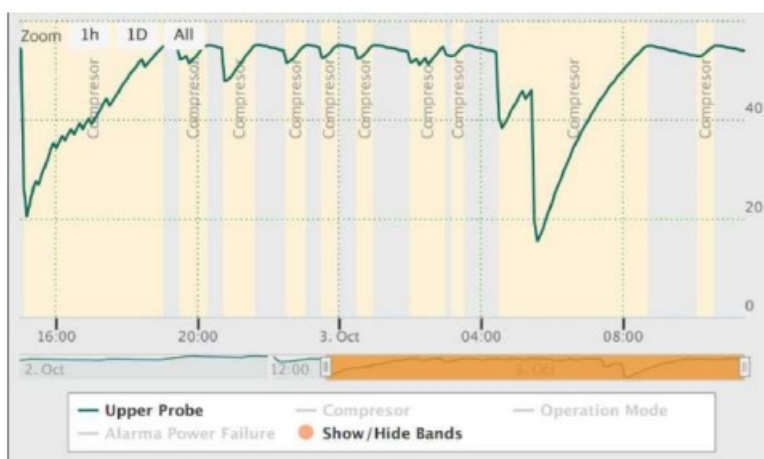 Zoom 1h 1D All
Compresor Compresor Compresor Compresor Compresor Compresor Compresor Compresor Compresor Compresor
40
20
0
16:00 20:00 3. Oct 04:00 08:00
2. Oct 12:00 3. Oct
Upper Probe Compresor Operation Mode
Alarma Power Failure Show/Hide Bands